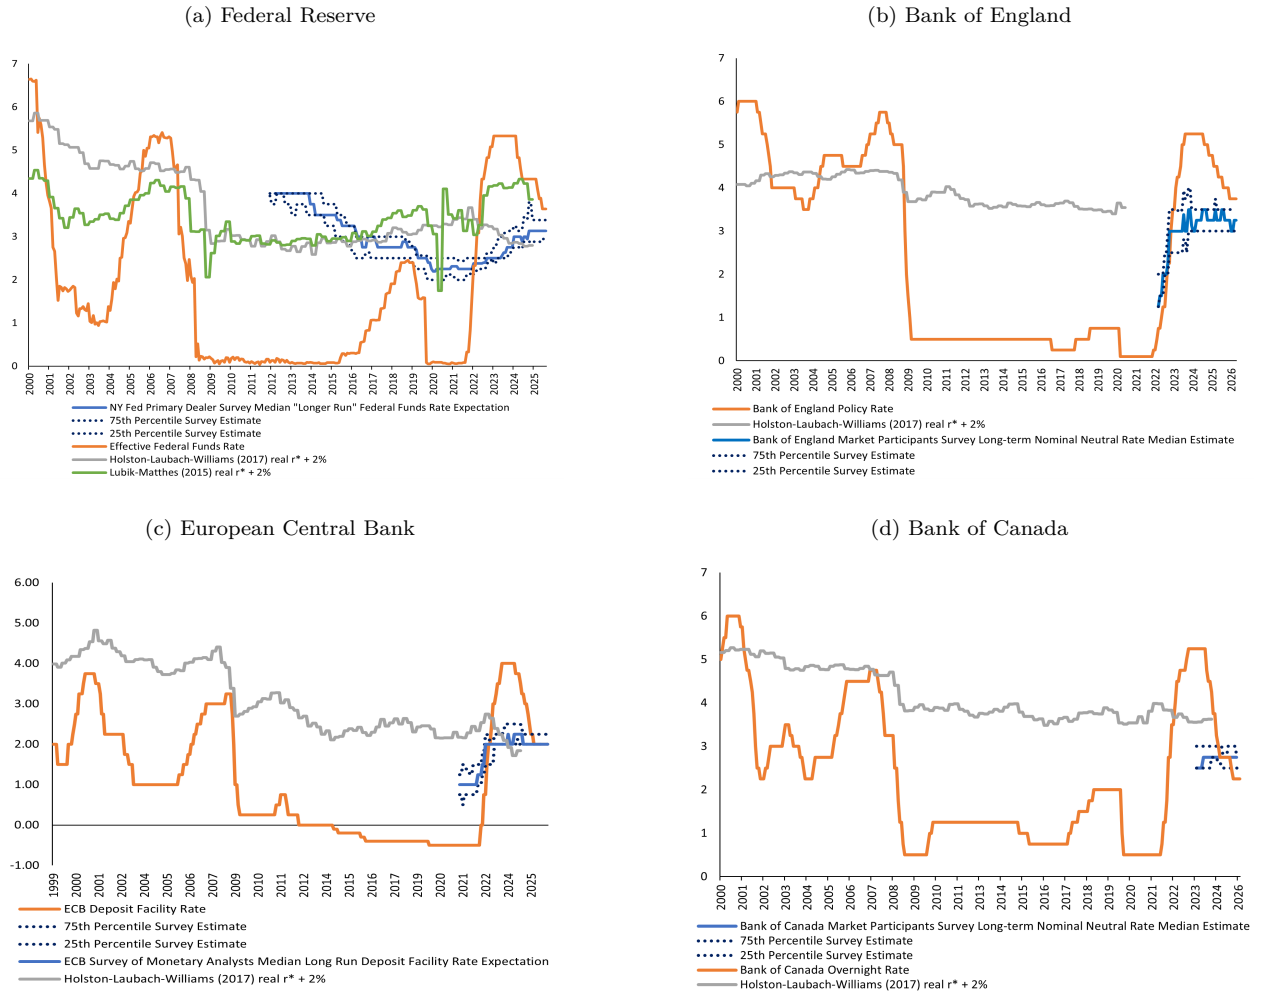 (a) Federal Reserve
7
6
5
4
3
2
1
0
2000 2001 2002 2003 2004 2005 2006 2007 2008 2009 2010 2011 2012 2013 2014 2015 2016 2017 2018 2019 2020 2021 2022 2023 2024 2025
NY Fed Primary Dealer Survey Median "Longer Run" Federal Funds Rate Expectation
75th Percentile Survey Estimate
25th Percentile Survey Estimate
Effective Federal Funds Rate
Holston-Laubach-Williams (2017) real r* + 2%
Lubik-Matthes (2015) real r* + 2%
(b) Bank of England
7
6
5
4
3
2
1
0
2000 2001 2002 2003 2004 2005 2006 2007 2008 2009 2010 2011 2012 2013 2014 2015 2016 2017 2018 2019 2020 2021 2022 2023 2024 2025 2026
Bank of England Policy Rate
Holston-Laubach-Williams (2017) real r* + 2%
Bank of England Market Participants Survey Long-term Nominal Neutral Rate Median Estimate
75th Percentile Survey Estimate
25th Percentile Survey Estimate
(c) European Central Bank
6.00
5.00
4.00
3.00
2.00
1.00
0.00
-1.00
1999 2000 2001 2002 2004 2005 2006 2007 2009 2010 2011 2012 2014 2015 2016 2017 2019 2020 2021 2022 2024 2025
ECB Deposit Facility Rate
75th Percentile Survey Estimate
25th Percentile Survey Estimate
ECB Survey of Monetary Analysts Median Long Run Deposit Facility Rate Expectation
Holston-Laubach-Williams (2017) real r* + 2%
(d) Bank of Canada
7
6
5
4
3
2
1
0
2000 2001 2002 2003 2004 2005 2006 2007 2008 2009 2010 2011 2012 2013 2014 2015 2016 2017 2018 2019 2020 2021 2022 2023 2024 2026
Bank of Canada Market Participants Survey Long-term Nominal Neutral Rate Median Estimate
75th Percentile Survey Estimate
25th Percentile Survey Estimate
Bank of Canada Overnight Rate
Holston-Laubach-Williams (2017) real r* + 2%